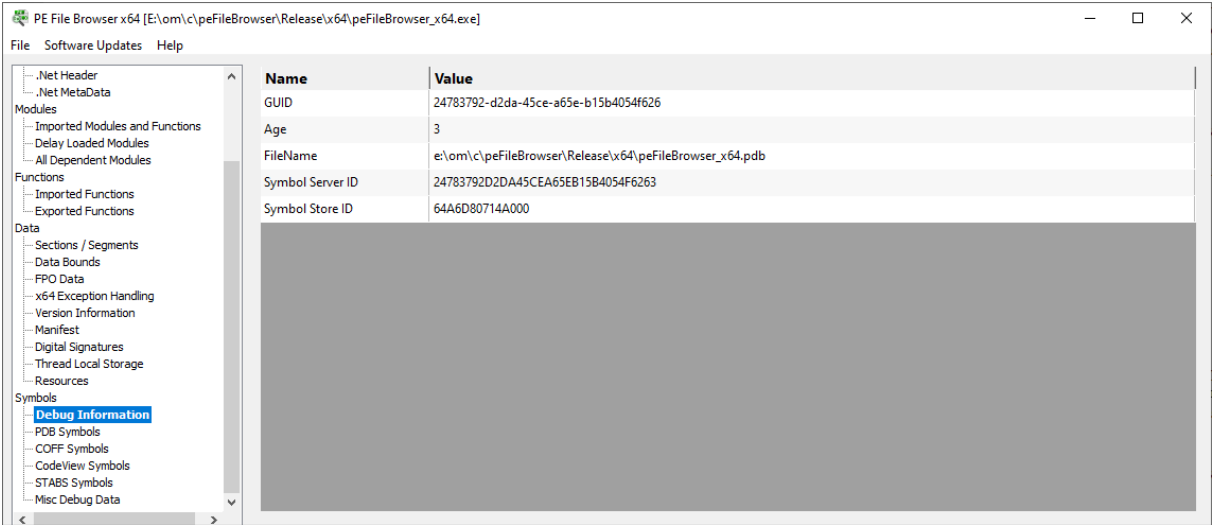 PE File Browser x64 [E:\om\c\peFileBrowser\Release\x64\peFileBrowser_x64.exe]
File Software Updates Help
.Net Header
.Net MetaData
Modules
Imported Modules and Functions
Delay Loaded Modules
All Dependent Modules
Functions
Imported Functions
Exported Functions
Data
Sections / Segments
Data Bounds
FPO Data
x64 Exception Handling
Version Information
Manifest
Digital Signatures
Thread Local Storage
Resources
Symbols
Debug Information
PDB Symbols
COFF Symbols
CodeView Symbols
STABS Symbols
Misc Debug Data
Name Value
GUID 24783792-d2da-45ce-a65e-b15b4054f626
Age 3
FileName e:\om\c\peFileBrowser\Release\x64\peFileBrowser_x64.pdb
Symbol Server ID 24783792D2DA45CEA65EB15B4054F6263
Symbol Store ID 64A6D80714A000